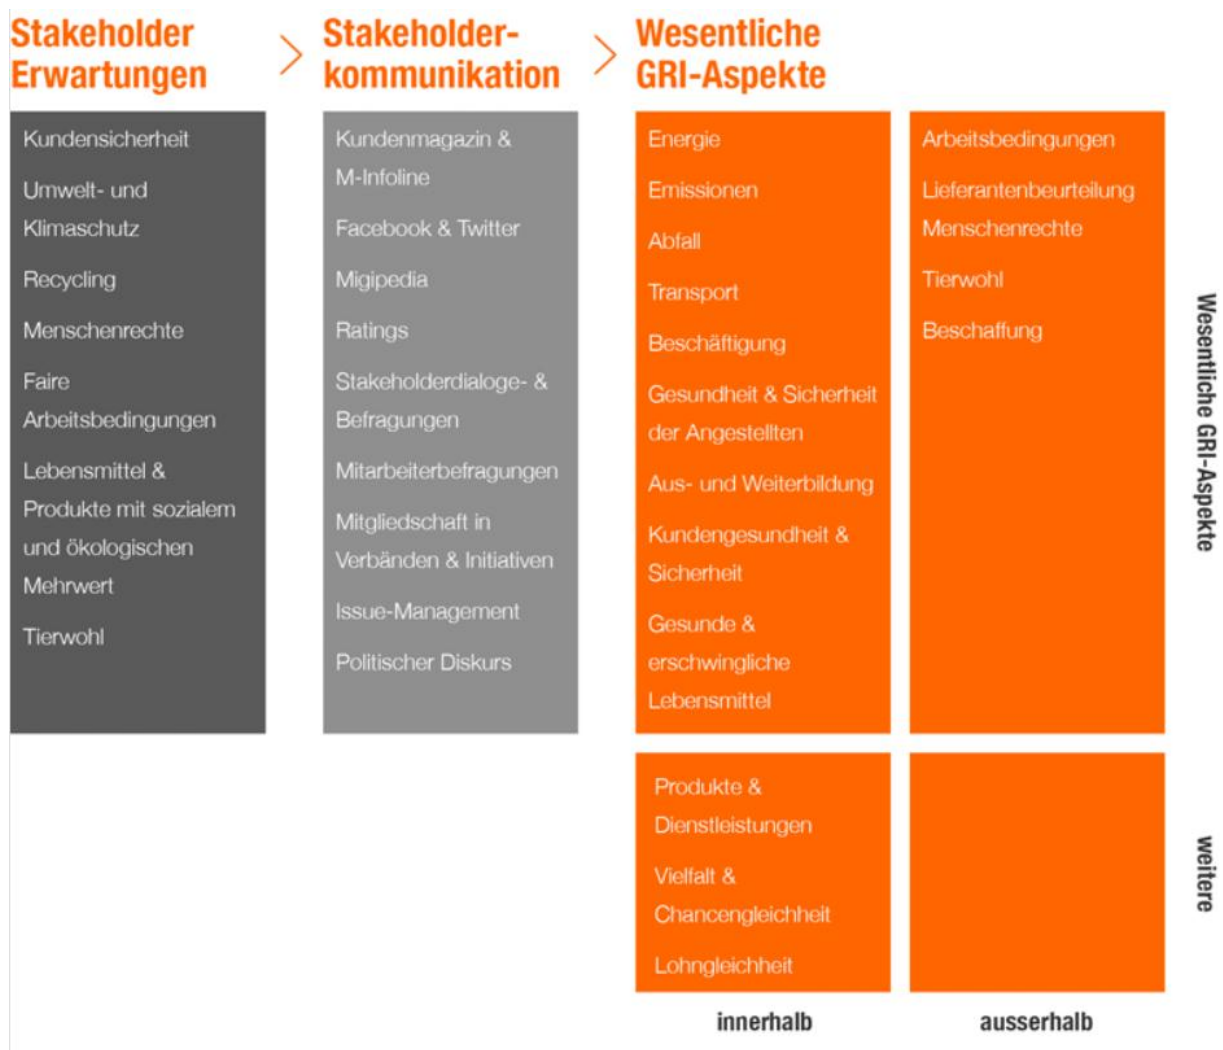 Stakeholder
Erwartungen
>
Stakeholder-
kommunikation
>
Wesentliche
GRI-Aspekte
Kundensicherheit
Umwelt- und
Klimaschutz
Recycling
Menschenrechte
Faire
Arbeitsbedingungen
Lebensmittel &
Produkte mit sozialem
und ökologischen
Mehrwert
Tierwohl
Kundenmagazin &
M-Infoline
Facebook & Twitter
Migipedia
Ratings
Stakeholderdialoge- &
Befragungen
Mitarbeiterbefragungen
Mitgliedschaft in
Verbänden & Initiativen
Issue-Management
Politischer Diskurs
Energie
Emissionen
Abfall
Transport
Beschäftigung
Gesundheit & Sicherheit
der Angestellten
Aus- und Weiterbildung
Kundengesundheit &
Sicherheit
Gesunde &
erschwingliche
Lebensmittel
Arbeitsbedingungen
Lieferantenbeurteilung
Menschenrechte
Tierwohl
Beschaffung
Wesentliche GRI-Aspekte
Produkte &
Dienstleistungen
Vielfalt &
Chancengleichheit
Lohngleichheit
weitere
innerhalb
ausserhalb